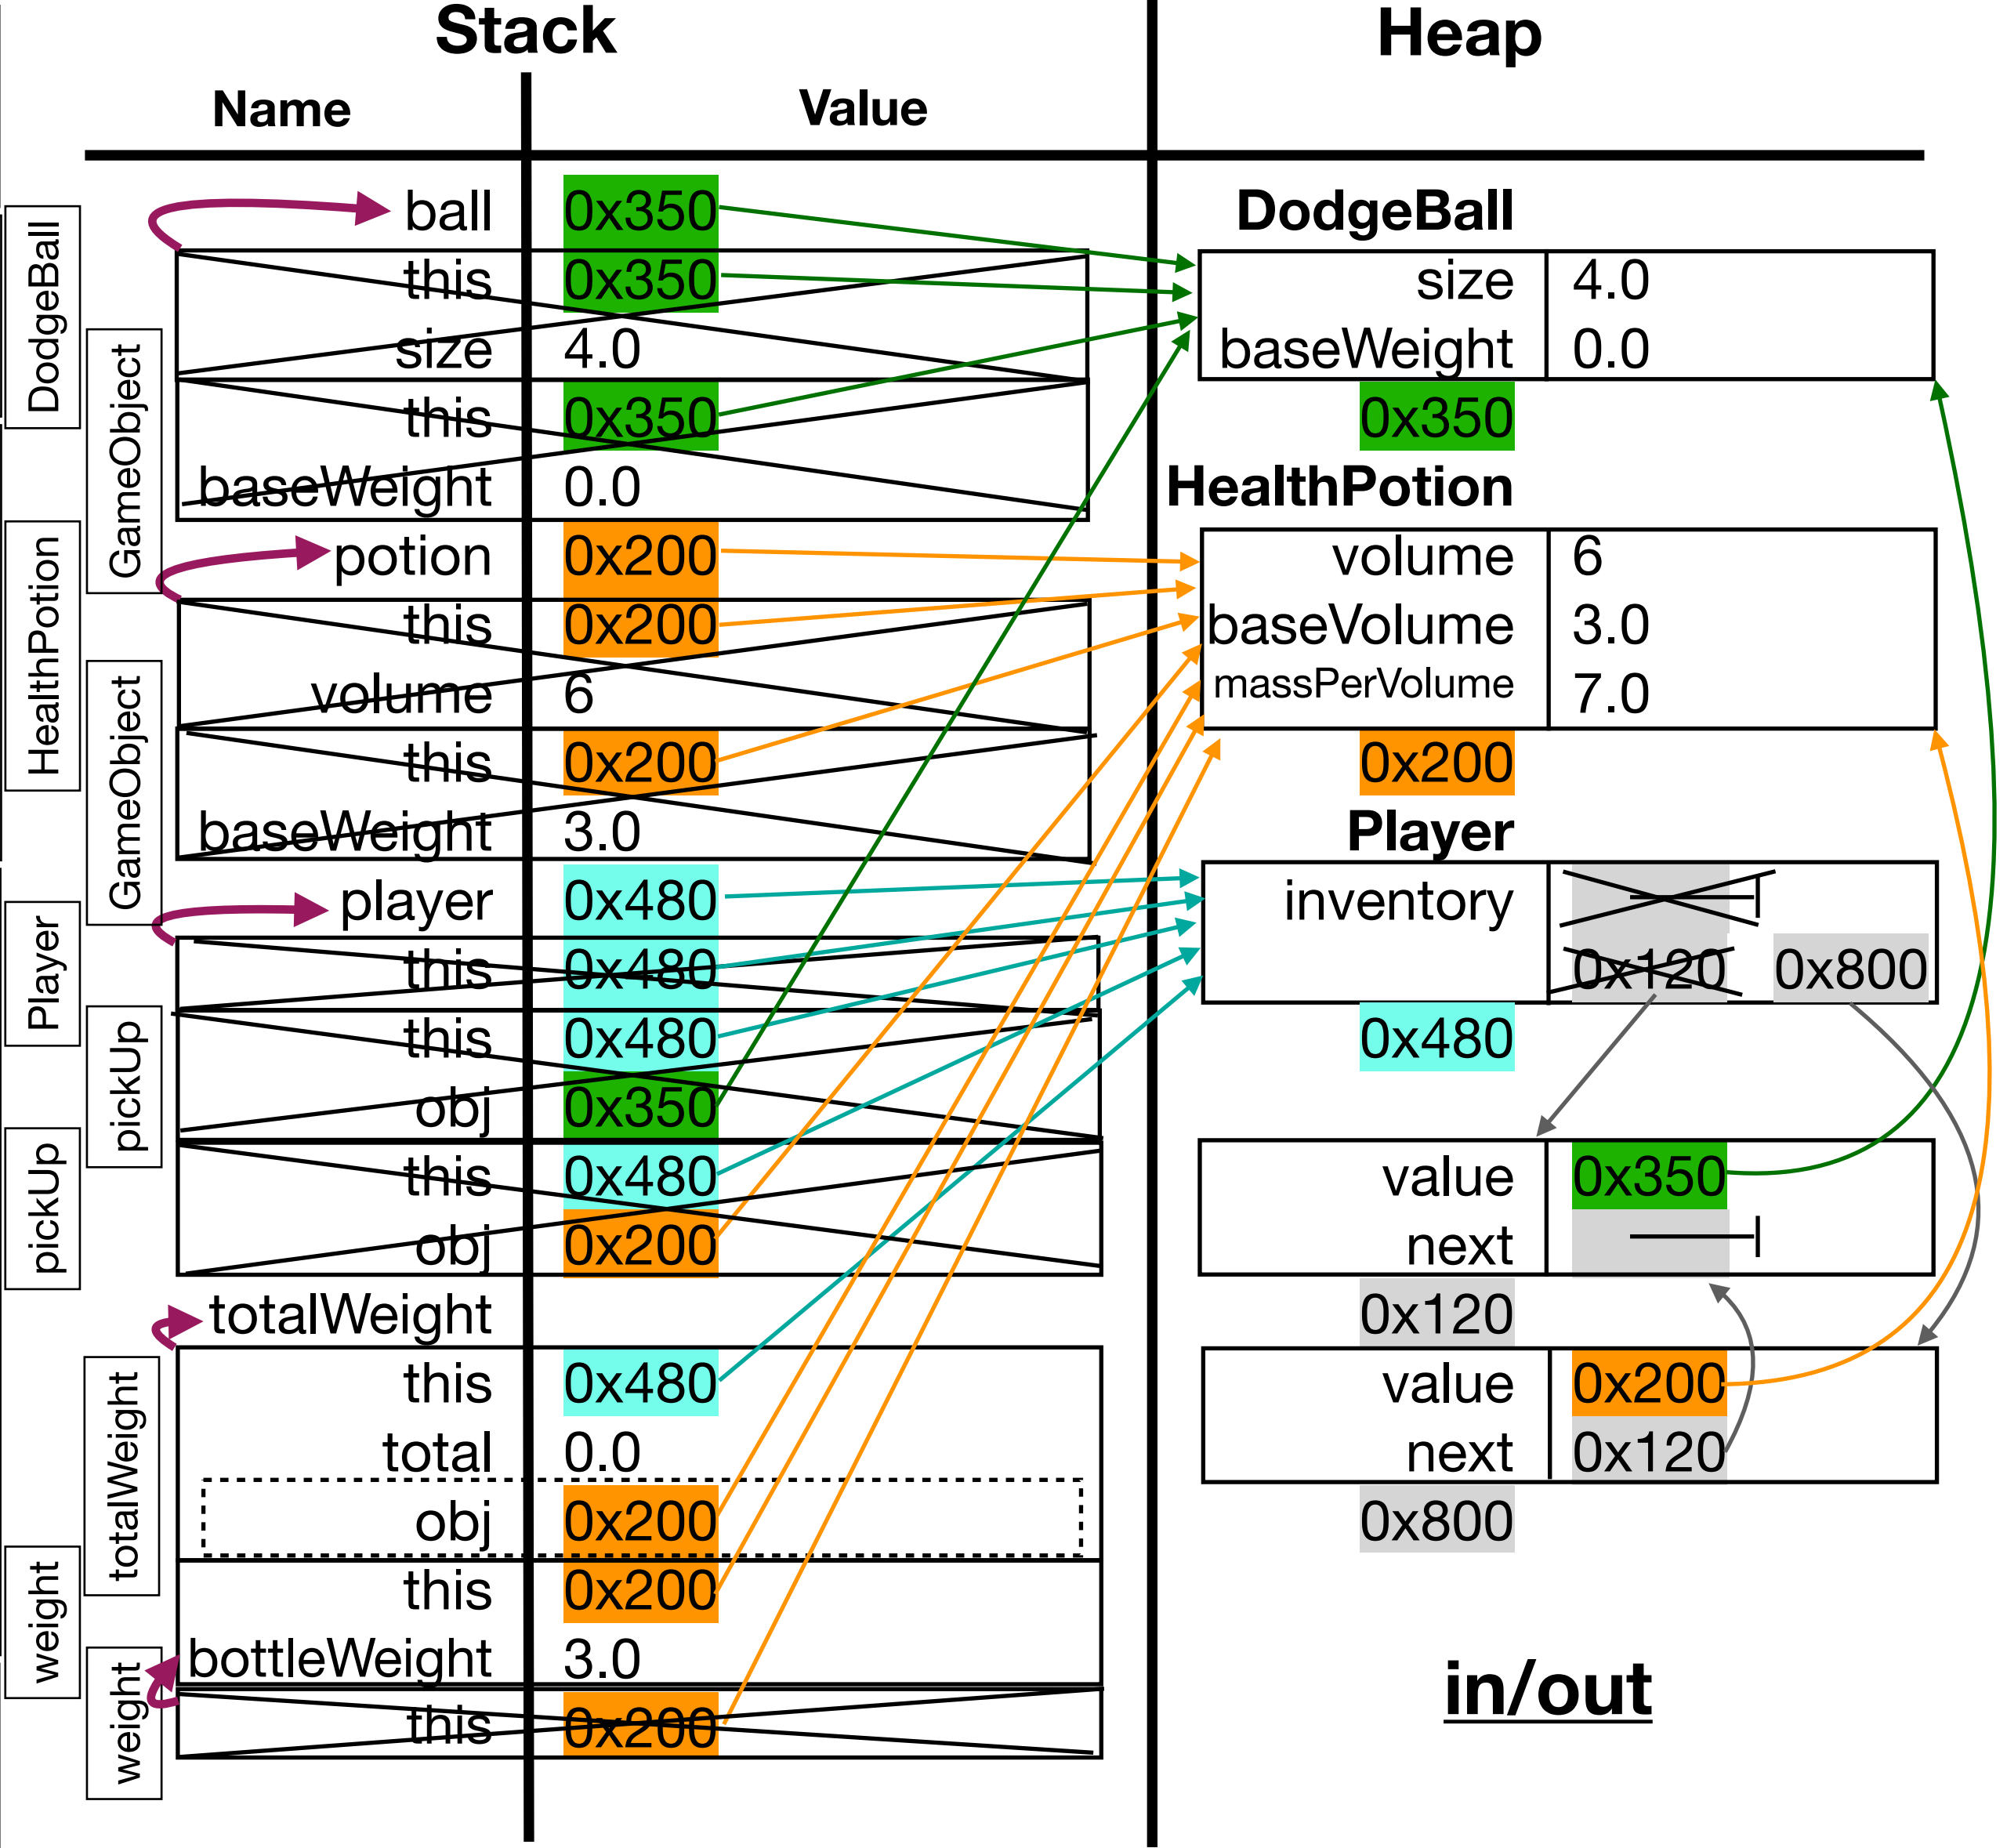 Stack
Heap
Name
Value
DodgeBall
GameObject
HealthPotion
GameObject
Player
pickUp
pickUp
totalWeight
weight
weight
ball 0x350
this 0x350
size 4.0
this 0x350
baseWeight 0.0
potion 0x200
this 0x200
volume 6
this 0x200
baseWeight 3.0
player 0x480
this 0x480
this 0x480
obj 0x350
this 0x480
obj 0x200
totalWeight
this 0x480
total 0.0
obj 0x200
this 0x200
bottleWeight 3.0
this 0x200
DodgeBall
size 4.0
baseWeight 0.0
0x350
HealthPotion
volume 6
baseVolume 3.0
massPerVolume 7.0
0x200
Player
inventory
0x120 0x800
0x480
value 0x350
next
0x120
value 0x200
next 0x120
0x800
in/out